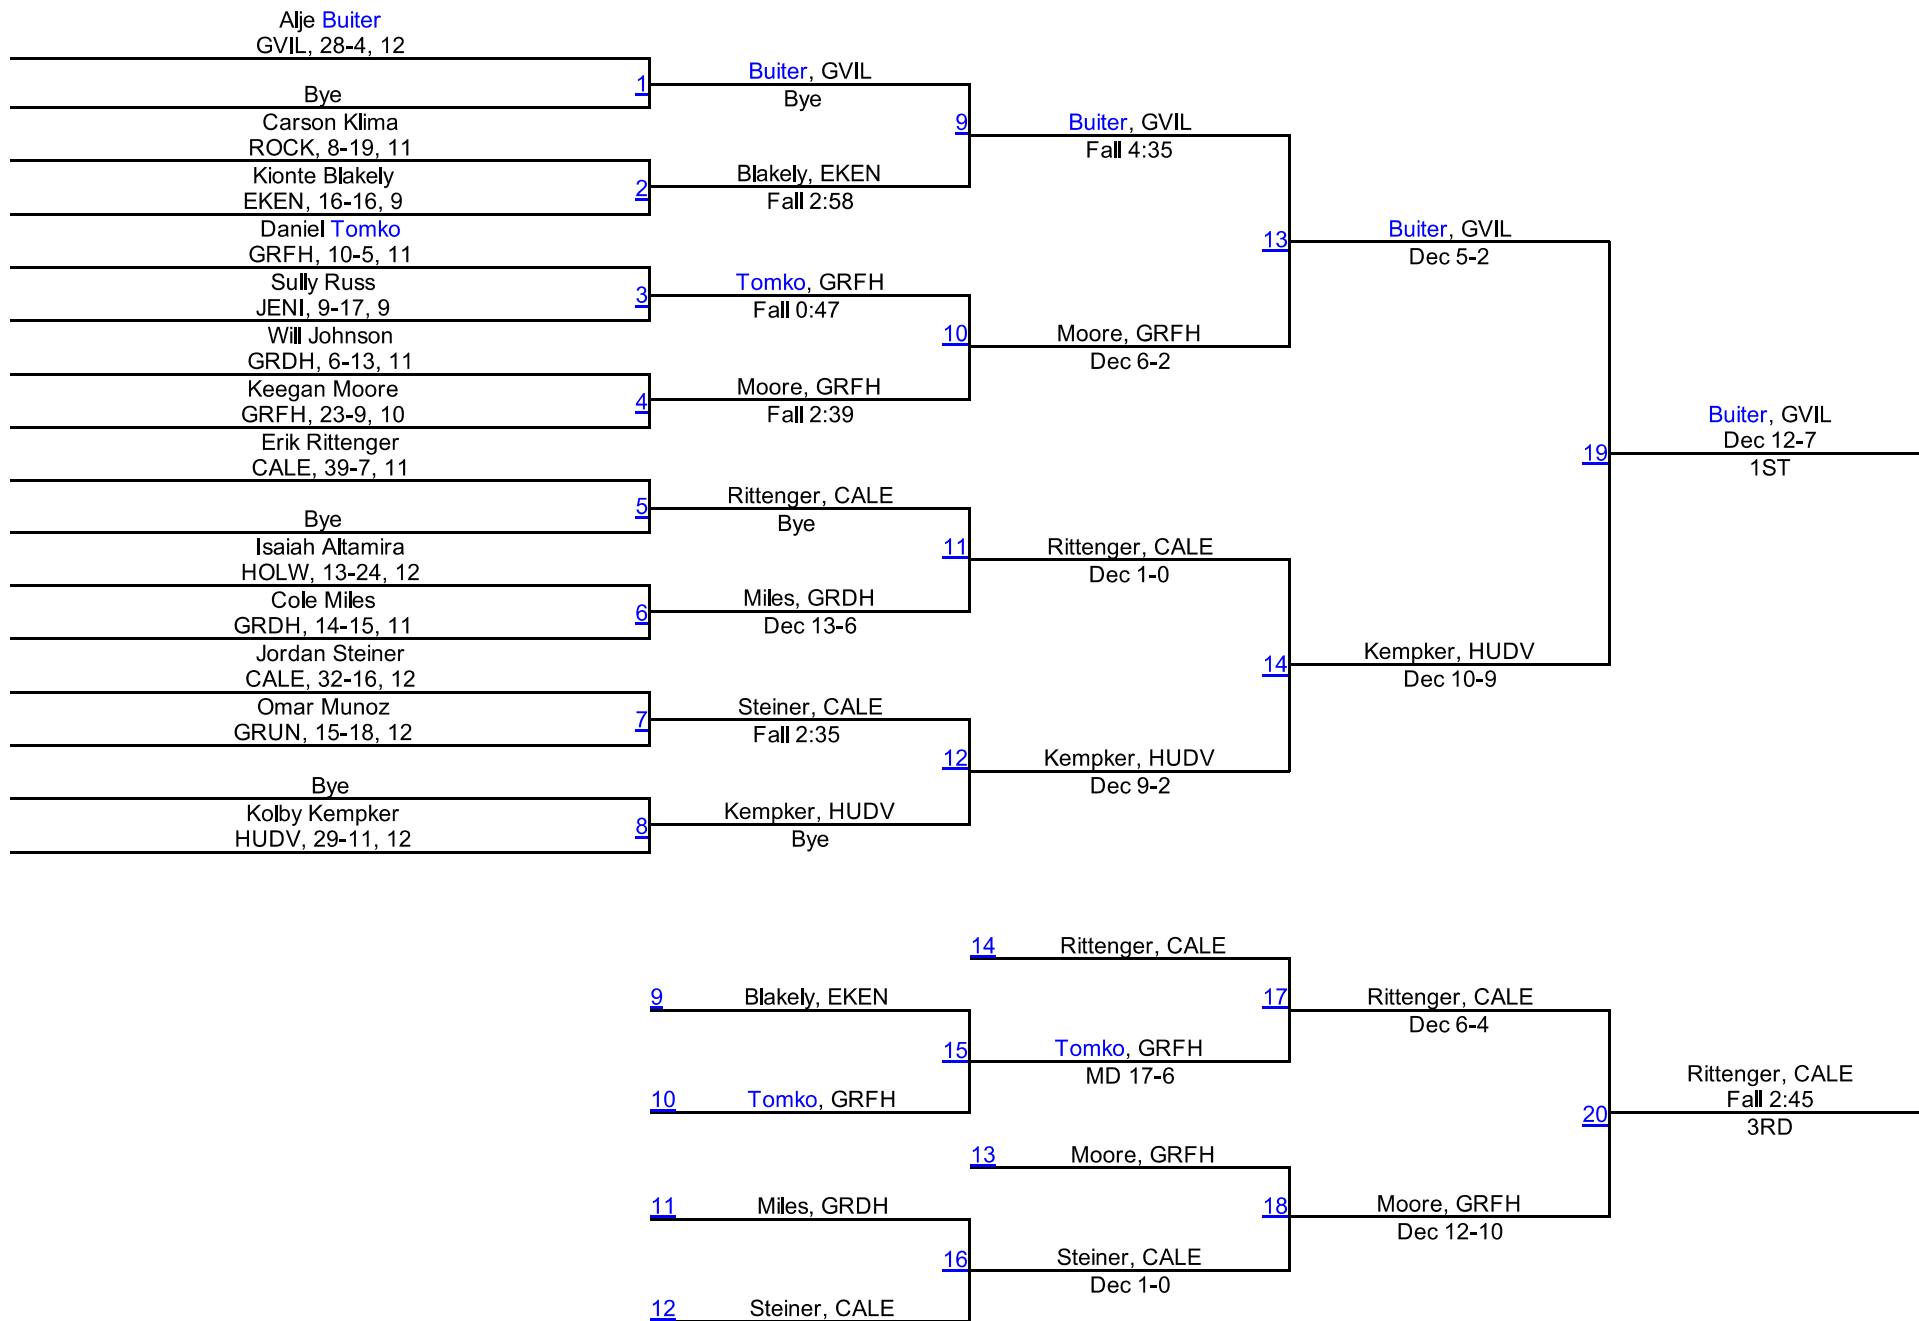 Alje Buiter
GVIL, 28-4, 12
1
Bye
Carson Klima
ROCK, 8-19, 11
2
Kionte Blakely
EKEN, 16-16, 9
Daniel Tomko
GRFH, 10-5, 11
3
Sully Russ
JENI, 9-17, 9
Will Johnson
GRDH, 6-13, 11
4
Keegan Moore
GRFH, 23-9, 10
Erik Rittenger
CALE, 39-7, 11
5
Bye
Isaiah Altamira
HOLW, 13-24, 12
6
Cole Miles
GRDH, 14-15, 11
Jordan Steiner
CALE, 32-16, 12
7
Omar Munoz
GRUN, 15-18, 12
Bye
8
Kolby Kempker
HUDV, 29-11, 12
Buiter, GVIL
Bye
9
Blakely, EKEN
Fall 2:58
Tomko, GRFH
Fall 0:47
10
Moore, GRFH
Fall 2:39
Rittenger, CALE
Bye
11
Miles, GRDH
Dec 13-6
Steiner, CALE
Fall 2:35
12
Kempker, HUDV
Bye
Buiter, GVIL
Fall 4:35
13
Moore, GRFH
Dec 6-2
Rittenger, CALE
Dec 1-0
14
Kempker, HUDV
Dec 9-2
Buiter, GVIL
Dec 5-2
19
Kempker, HUDV
Dec 10-9
Buiter, GVIL
Dec 12-7
1ST
14
Rittenger, CALE
9
Blakely, EKEN
15
10
Tomko, GRFH
Tomko, GRFH
MD 17-6
17
Rittenger, CALE
Dec 6-4
13
Moore, GRFH
11
Miles, GRDH
16
12
Steiner, CALE
Steiner, CALE
Dec 1-0
18
Moore, GRFH
Dec 12-10
20
Rittenger, CALE
Fall 2:45
3RD